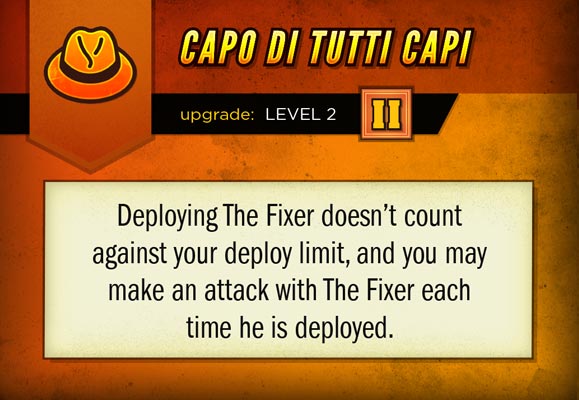 CAPO DI TUTTI CAPI
upgrade: LEVEL 2 II
Deploying The Fixer doesn't count
against your deploy limit, and you may
make an attack with The Fixer each
time he is deployed.